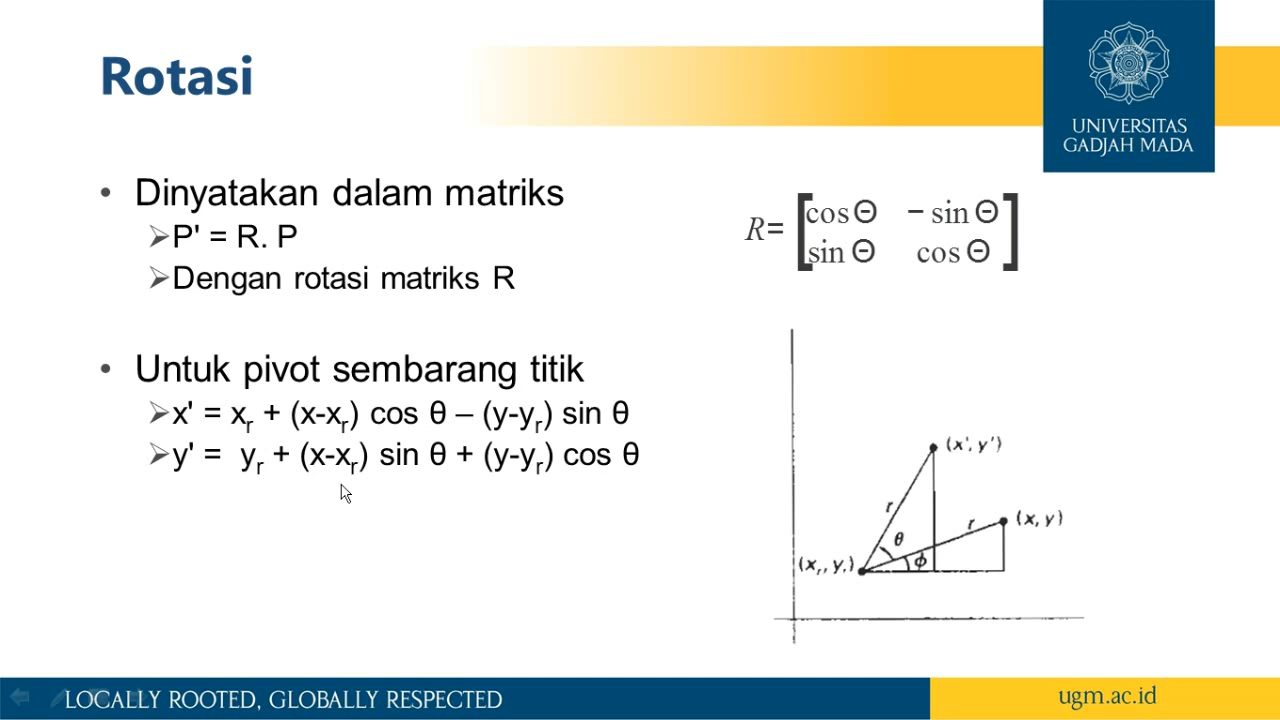 Rotasi
UNIVERSITAS
GADJAH MADA
• Dinyatakan dalam matriks
➢P' = R. P
➢Dengan rotasi matriks R
R= [cos Θ − sin Θ
sin Θ cos Θ]
• Untuk pivot sembarang titik
➢x' = xr + (x-xr) cos θ – (y-yr) sin θ
➢y' = yr + (x-xr) sin θ + (y-yr) cos θ
(x', y')
r
r
(x, y)
θ
ϕ
(xr, yr)
LOCALLY ROOTED, GLOBALLY RESPECTED
ugm.ac.id